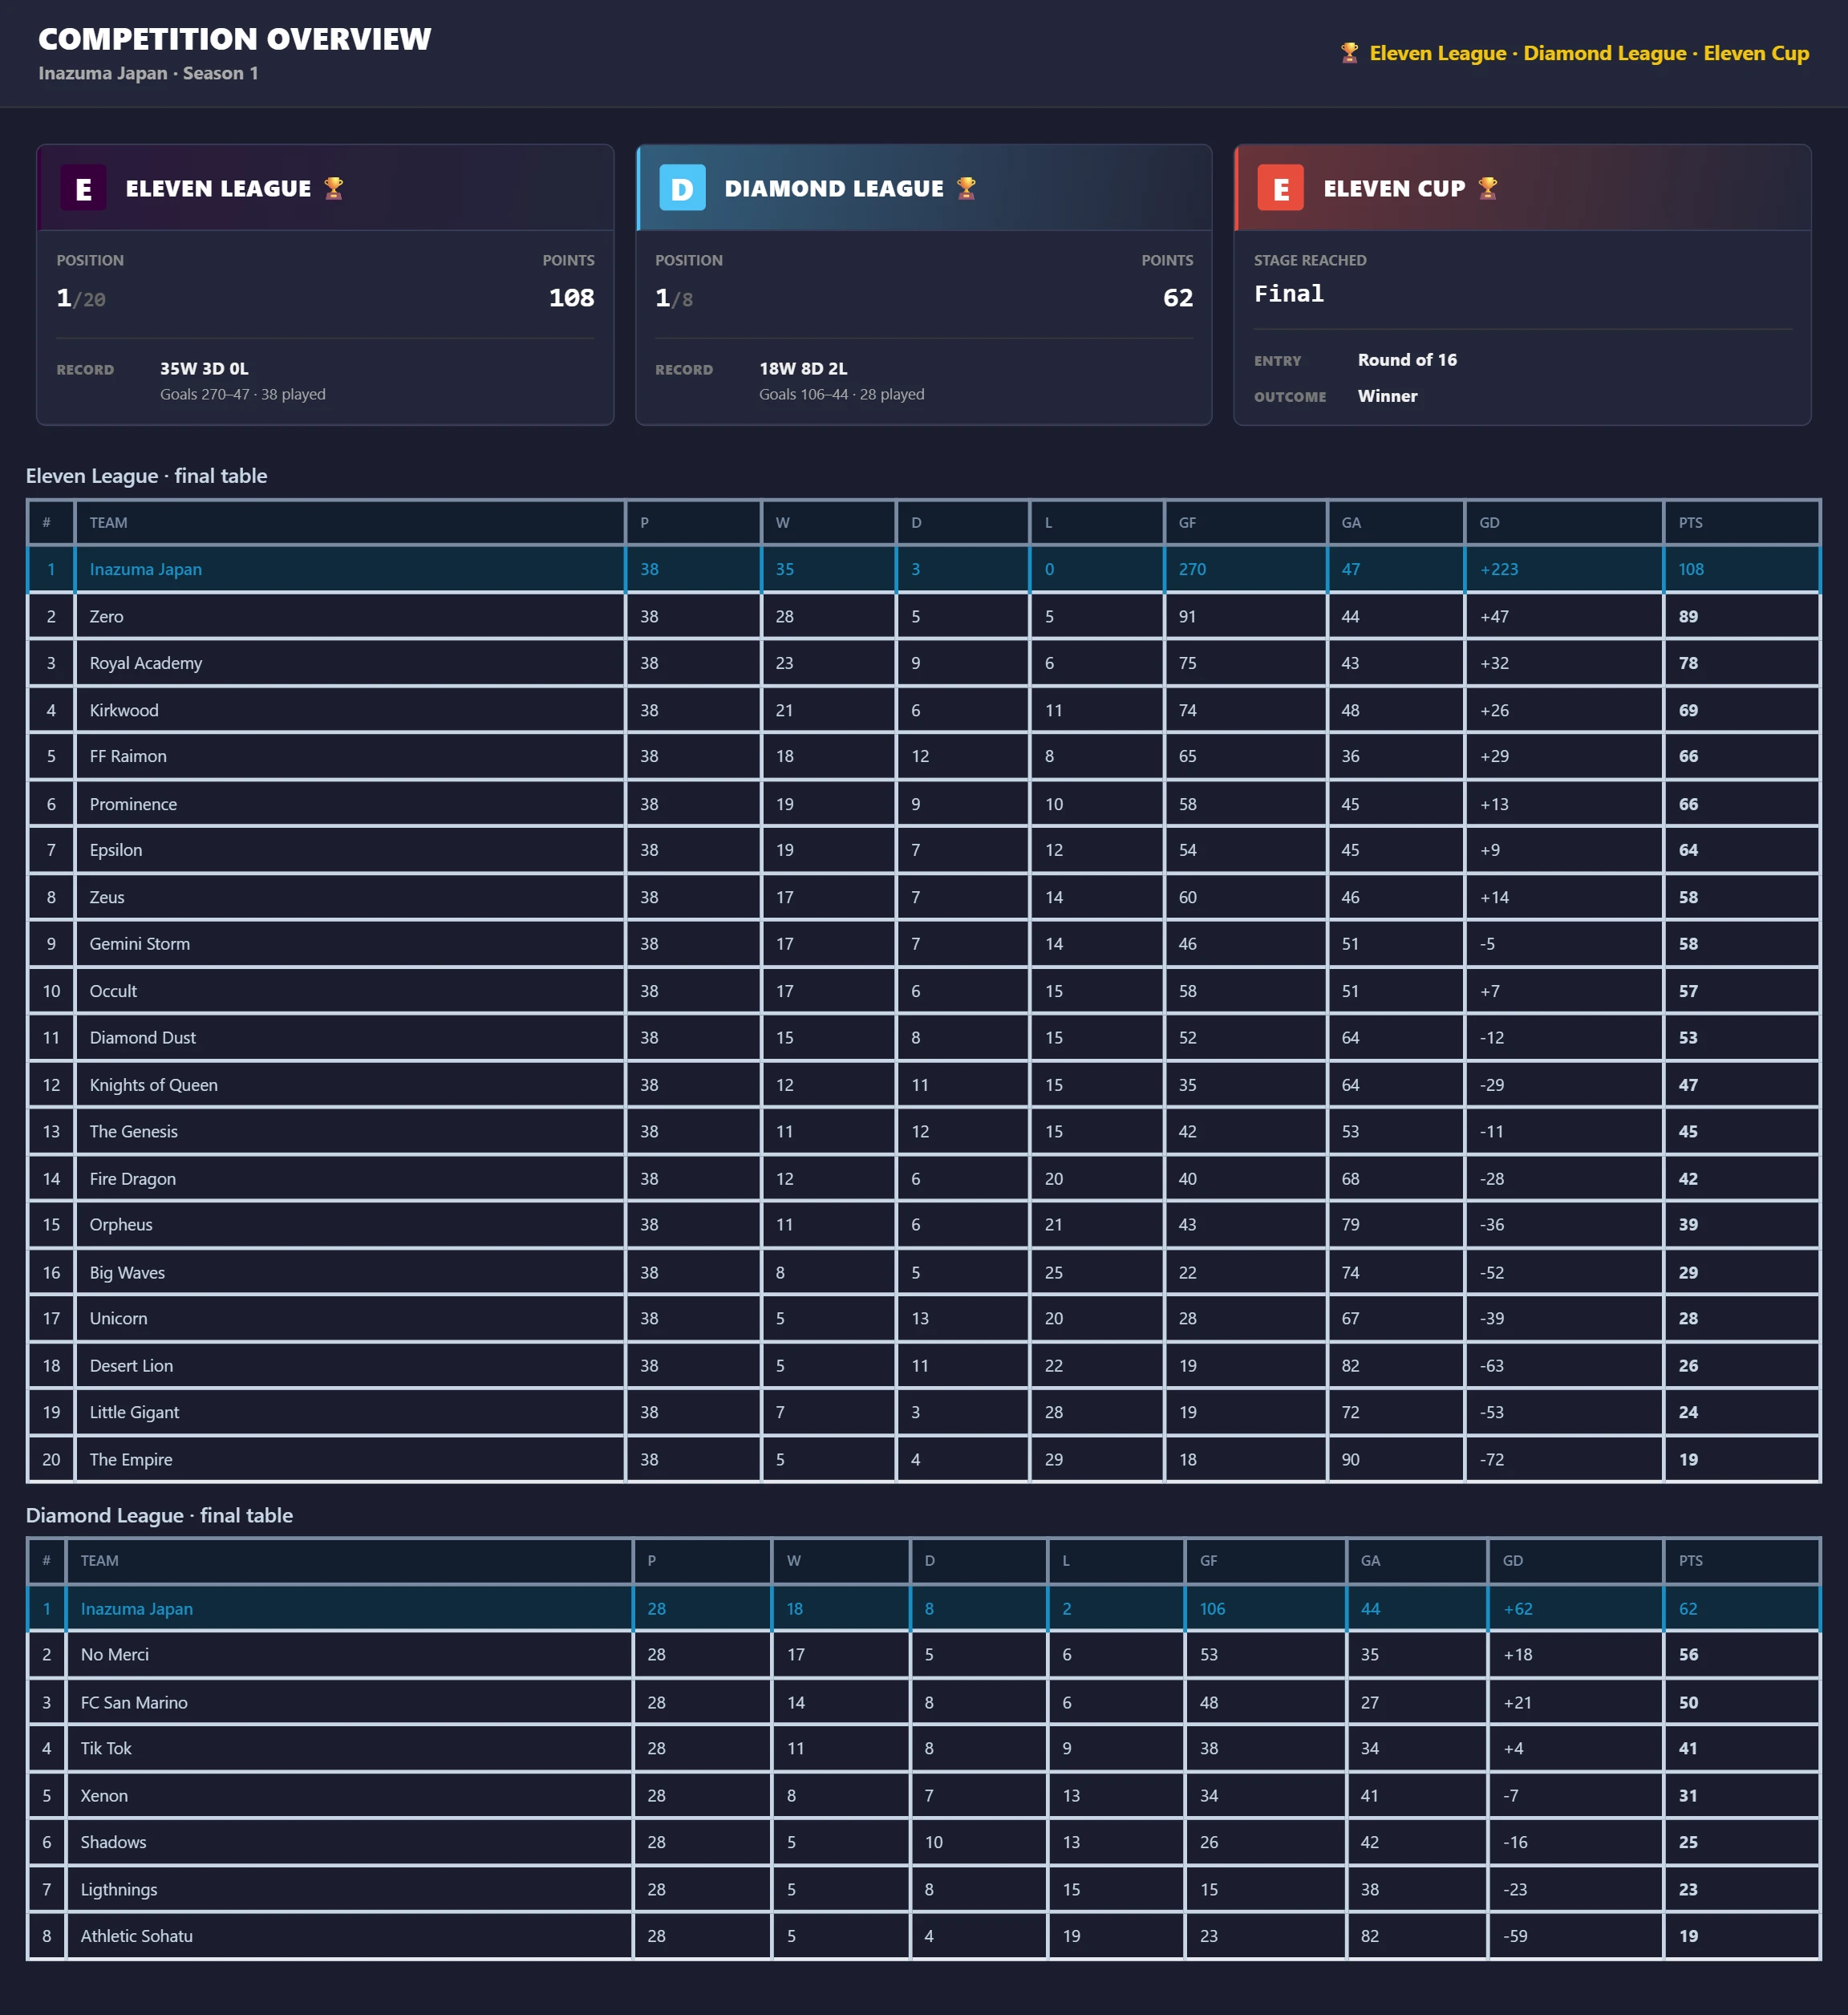 COMPETITION OVERVIEW
Inazuma Japan · Season 1
🏆 Eleven League · Diamond League · Eleven Cup
E ELEVEN LEAGUE 🏆
POSITION POINTS
1/20 108
RECORD 35W 3D 0L
Goals 270–47 · 38 played
D DIAMOND LEAGUE 🏆
POSITION POINTS
1/8 62
RECORD 18W 8D 2L
Goals 106–44 · 28 played
E ELEVEN CUP 🏆
STAGE REACHED
Final
ENTRY Round of 16
OUTCOME Winner
Eleven League · final table
# TEAM P W D L GF GA GD PTS
1 Inazuma Japan 38 35 3 0 270 47 +223 108
2 Zero 38 28 5 5 91 44 +47 89
3 Royal Academy 38 23 9 6 75 43 +32 78
4 Kirkwood 38 21 6 11 74 48 +26 69
5 FF Raimon 38 18 12 8 65 36 +29 66
6 Prominence 38 19 9 10 58 45 +13 66
7 Epsilon 38 19 7 12 54 45 +9 64
8 Zeus 38 17 7 14 60 46 +14 58
9 Gemini Storm 38 17 7 14 46 51 -5 58
10 Occult 38 17 6 15 58 51 +7 57
11 Diamond Dust 38 15 8 15 52 64 -12 53
12 Knights of Queen 38 12 11 15 35 64 -29 47
13 The Genesis 38 11 12 15 42 53 -11 45
14 Fire Dragon 38 12 6 20 40 68 -28 42
15 Orpheus 38 11 6 21 43 79 -36 39
16 Big Waves 38 8 5 25 22 74 -52 29
17 Unicorn 38 5 13 20 28 67 -39 28
18 Desert Lion 38 5 11 22 19 82 -63 26
19 Little Gigant 38 7 3 28 19 72 -53 24
20 The Empire 38 5 4 29 18 90 -72 19
Diamond League · final table
# TEAM P W D L GF GA GD PTS
1 Inazuma Japan 28 18 8 2 106 44 +62 62
2 No Merci 28 17 5 6 53 35 +18 56
3 FC San Marino 28 14 8 6 48 27 +21 50
4 Tik Tok 28 11 8 9 38 34 +4 41
5 Xenon 28 8 7 13 34 41 -7 31
6 Shadows 28 5 10 13 26 42 -16 25
7 Ligthnings 28 5 8 15 15 38 -23 23
8 Athletic Sohatu 28 5 4 19 23 82 -59 19